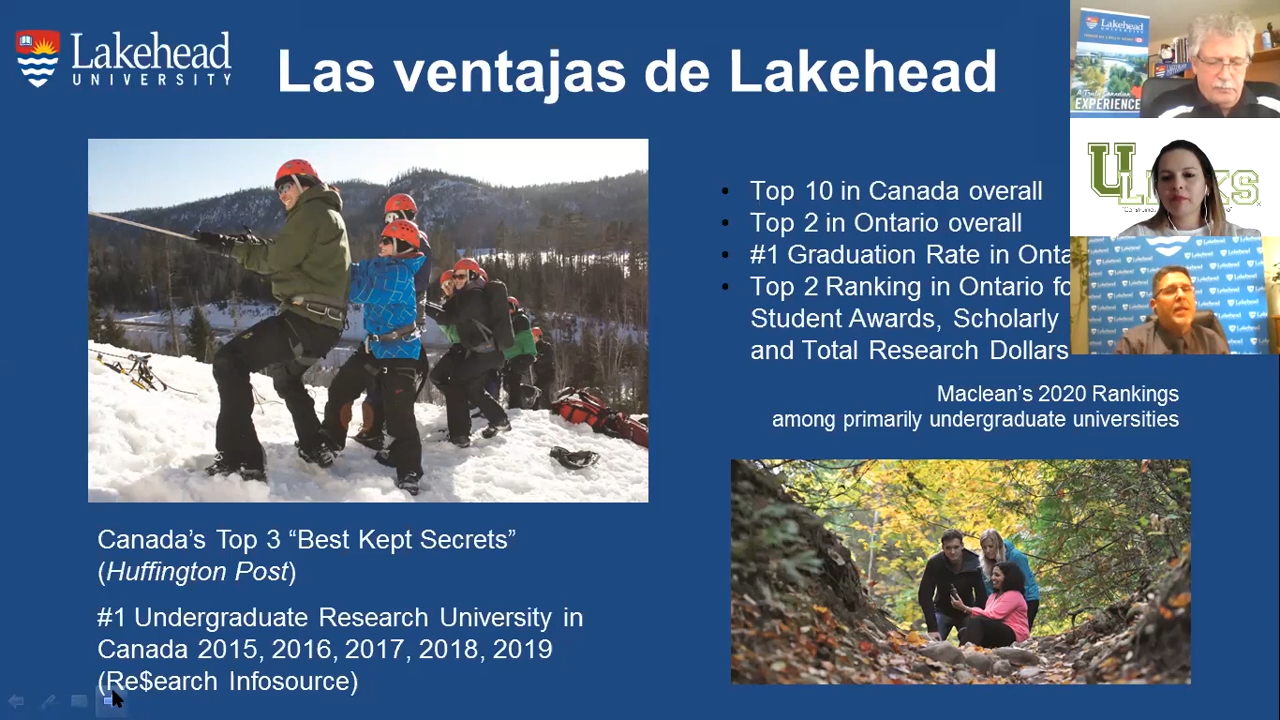 Lakehead
UNIVERSITY
Las ventajas de Lakehead
• Top 10 in Canada overall
• Top 2 in Ontario overall
• #1 Graduation Rate in
• Top 2 Ranking in Ontario
Student Awards, Scholarly
and Total Research Dollars
Maclean's 2020 Rankings
among primarily undergraduate universities
Canada's Top 3 “Best Kept Secrets”
(Huffington Post)
#1 Undergraduate Research University in
Canada 2015, 2016, 2017, 2018, 2019
(Re$earch Infosource)
Lakehead
UNIVERSITY
A Truly Canadian
EXPERIENCE